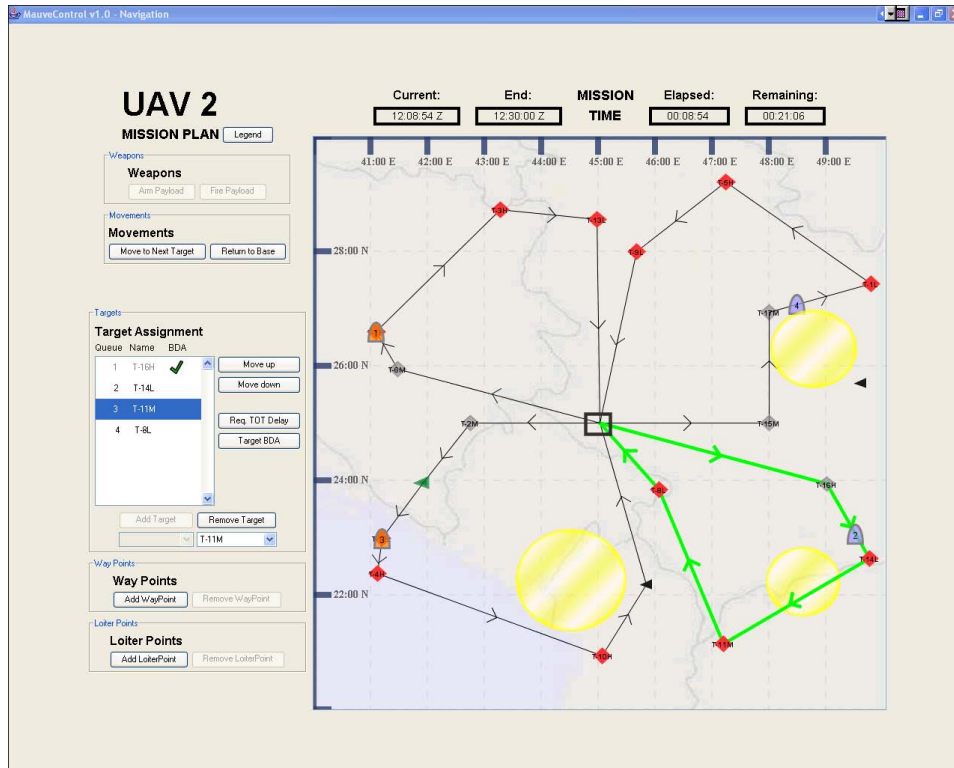 MauveControl v1.0 - Navigation
UAV 2
MISSION PLAN Legend
Current: End: MISSION TIME Elapsed: Remaining:
12:08:54 Z 12:30:00 Z 00:08:54 00:21:06
Weapons
Weapons
Arm Payload Fire Payload
Movements
Movements
Move to Next Target Return to Base
Targets
Target Assignment
Queue Name BDA
1 T-16H
2 T-14L
3 T-11M
4 T-8L
Move up
Move down
Req. TOT Delay
Target BDA
Add Target Remove Target
T-11M
Way Points
Way Points
Add WayPoint Remove WayPoint
Loiter Points
Loiter Points
Add LoiterPoint Remove LoiterPoint
41:00 E 42:00 E 43:00 E 44:00 E 45:00 E 46:00 E 47:00 E 48:00 E 49:00 E
T-5H
T-3H
T-13L
28:00 N
T-9L
T-1L
4
T-17M
1
26:00 N
T-2M
T-15M
24:00 N
T-16H
T-8L
3
2
T-14L
T-4H
22:00 N
T-11M
T-10H